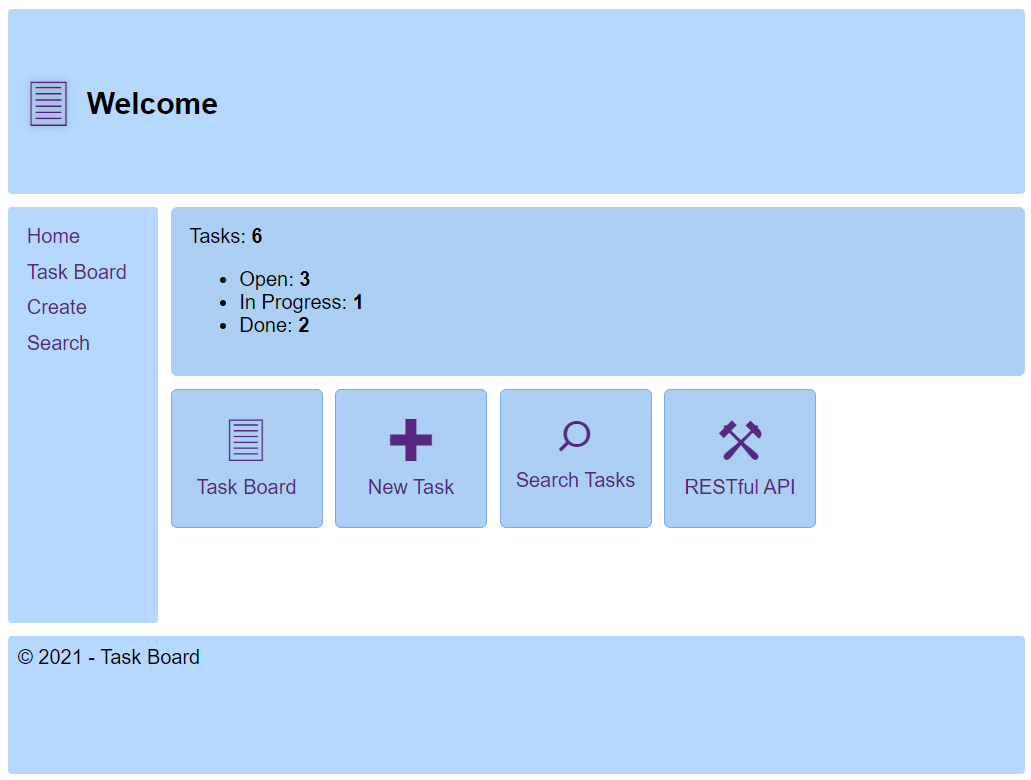 Welcome
Home
Task Board
Create
Search
Tasks: 6
Open: 3
In Progress: 1
Done: 2
Task Board
New Task
Search Tasks
RESTful API
© 2021 - Task Board